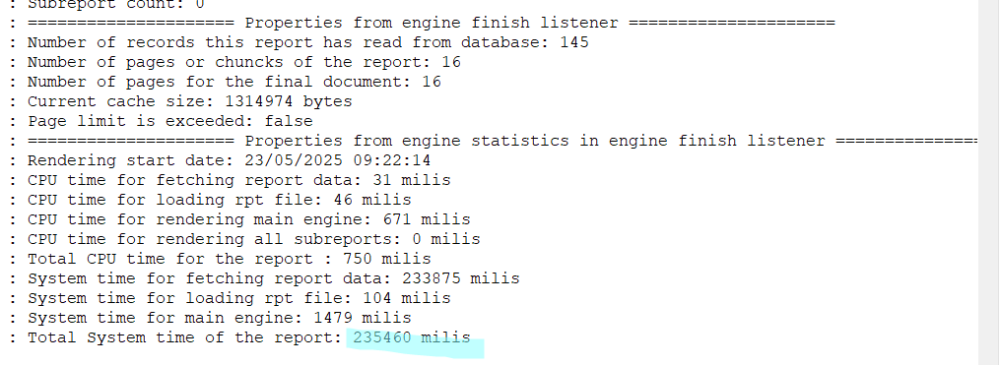 : Subreport count: 0
: ===================== Properties from engine finish listener =====================
: Number of records this report has read from database: 145
: Number of pages or chuncks of the report: 16
: Number of pages for the final document: 16
: Current cache size: 1314974 bytes
: Page limit is exceeded: false
: ===================== Properties from engine statistics in engine finish listener ===============
: Rendering start date: 23/05/2025 09:22:14
: CPU time for fetching report data: 31 milis
: CPU time for loading rpt file: 46 milis
: CPU time for rendering main engine: 671 milis
: CPU time for rendering all subreports: 0 milis
: Total CPU time for the report : 750 milis
: System time for fetching report data: 233875 milis
: System time for loading rpt file: 104 milis
: System time for main engine: 1479 milis
: Total System time of the report: 235460 milis